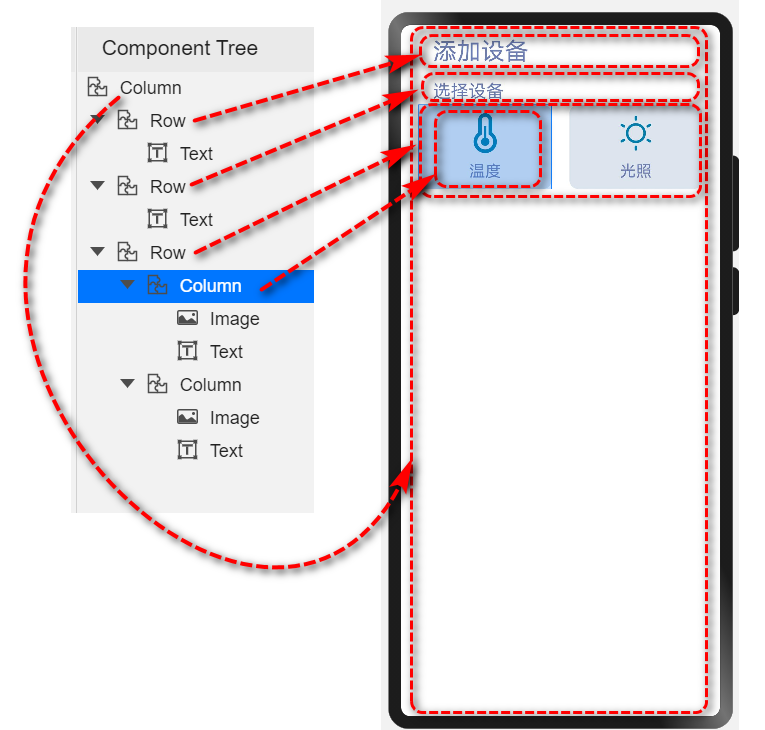 Component Tree
Column
Row
Text
Row
Text
Row
Column
Image
Text
Column
Image
Text
添加设备
选择设备
温度
光照